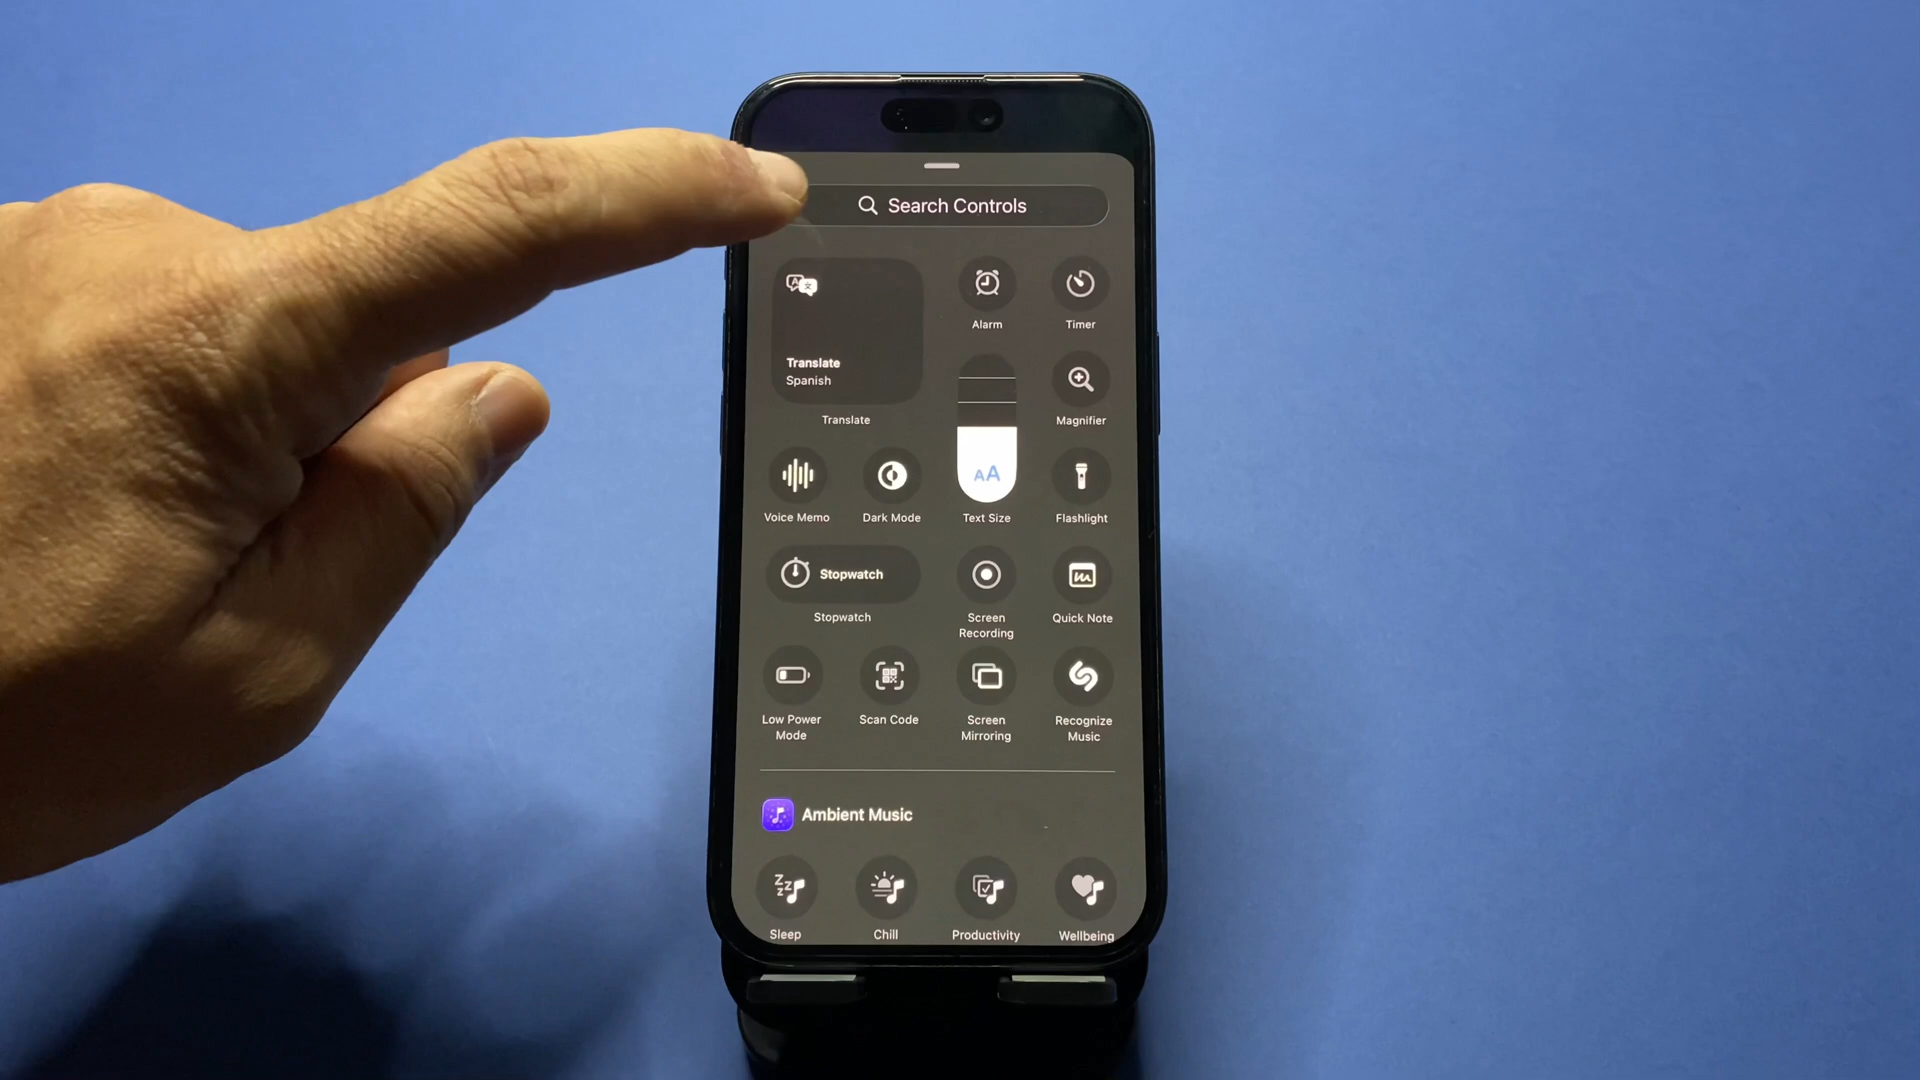 Search Controls
Translate
Spanish
Translate
Alarm
Timer
Magnifier
Voice Memo
Dark Mode
AA
Text Size
Flashlight
Stopwatch
Stopwatch
Screen
Recording
Quick Note
Low Power
Mode
Scan Code
Screen
Mirroring
Recognize
Music
Ambient Music
Sleep
Chill
Productivity
Wellbeing